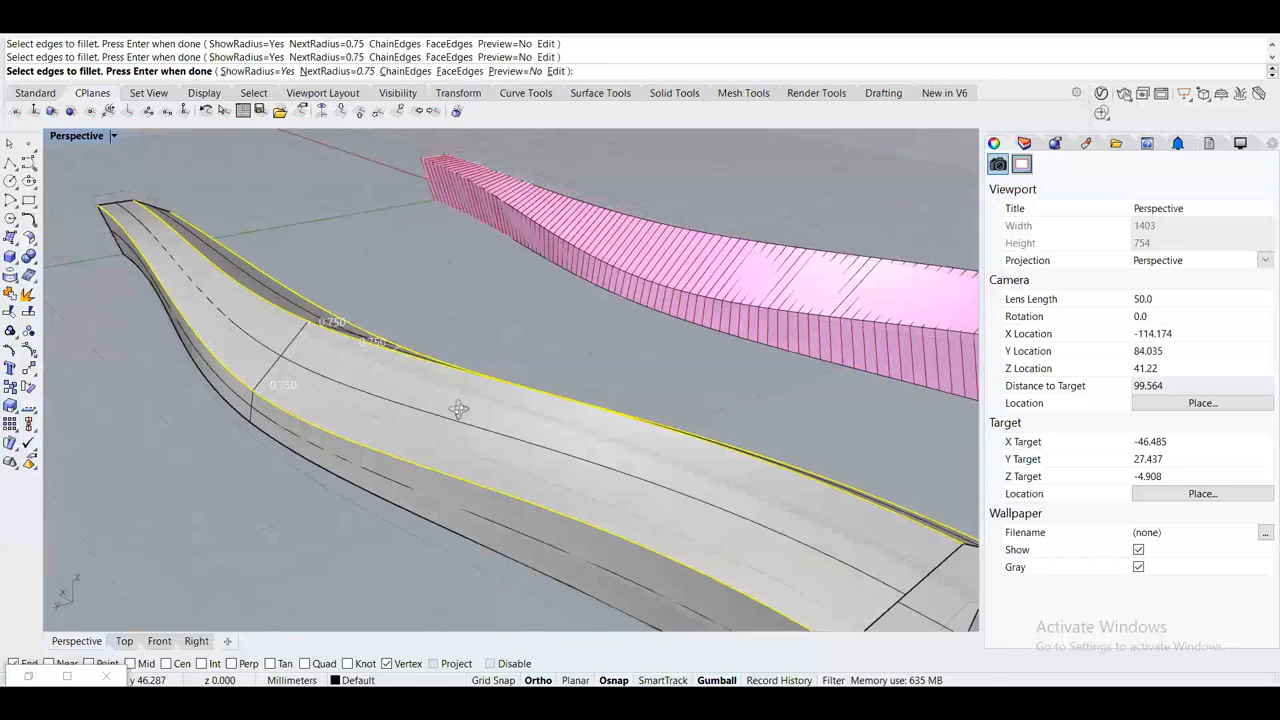 Select edges to fillet. Press Enter when done ( ShowRadius=Yes NextRadius=0.75 ChainEdges FaceEdges Preview=No Edit )
Select edges to fillet. Press Enter when done ( ShowRadius=Yes NextRadius=0.75 ChainEdges FaceEdges Preview=No Edit )
Select edges to fillet. Press Enter when done ( ShowRadius=Yes NextRadius=0.75 ChainEdges FaceEdges Preview=No Edit ):
Standard CPlanes Set View Display Select Viewport Layout Visibility Transform Curve Tools Surface Tools Solid Tools Mesh Tools Render Tools Drafting New in V6
Perspective
Viewport
Title Perspective
Width 1403
Height 754
Projection Perspective
Camera
Lens Length 50.0
Rotation 0.0
X Location -114.174
Y Location 84.035
Z Location 41.22
Distance to Target 99.564
Location Place...
Target
X Target -46.485
Y Target 27.437
Z Target -4.908
Location Place...
Wallpaper
Filename (none) ...
Show
Gray
0.750
0.750
0.750
z
x
y
Activate Windows
Go to Settings to activate Windows.
Perspective Top Front Right
End Near Point Mid Cen Int Perp Tan Quad Knot Vertex Project Disable
y 46.287 z 0.000 Millimeters Default Grid Snap Ortho Planar Osnap SmartTrack Gumball Record History Filter Memory use: 635 MB